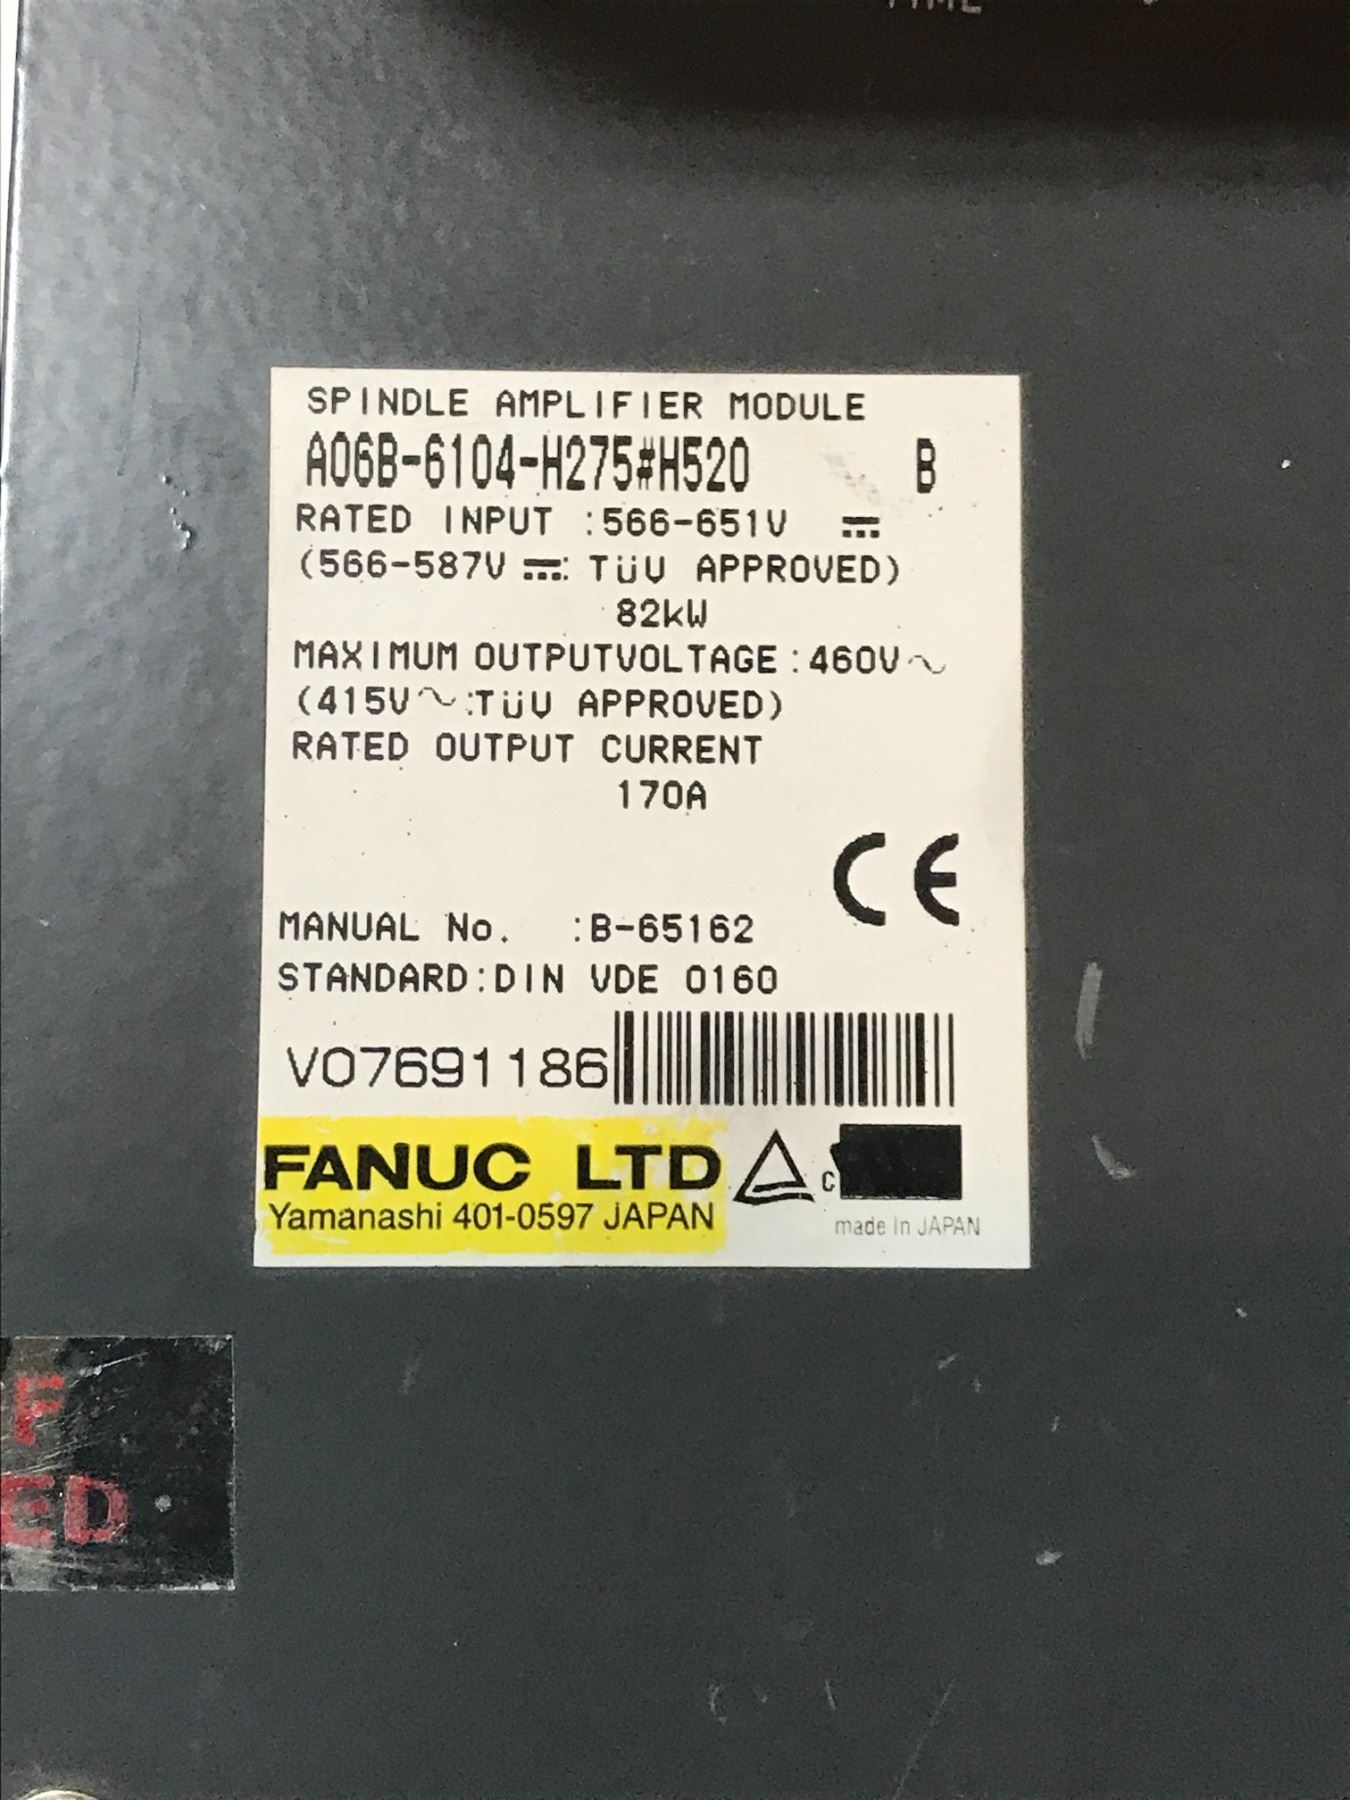 SPINDLE AMPLIFIER MODULE
A06B-6104-H275#H520 B
RATED INPUT :566-651V ⎓
(566-587V ⎓: TüV APPROVED)
82kW
MAXIMUM OUTPUTVOLTAGE:460V~
(415V~:TüV APPROVED)
RATED OUTPUT CURRENT
170A
CE
MANUAL No. :B-65162
STANDARD:DIN VDE 0160
V07691186
FANUC LTD
Yamanashi 401-0597 JAPAN
C
made in JAPAN
F
ED